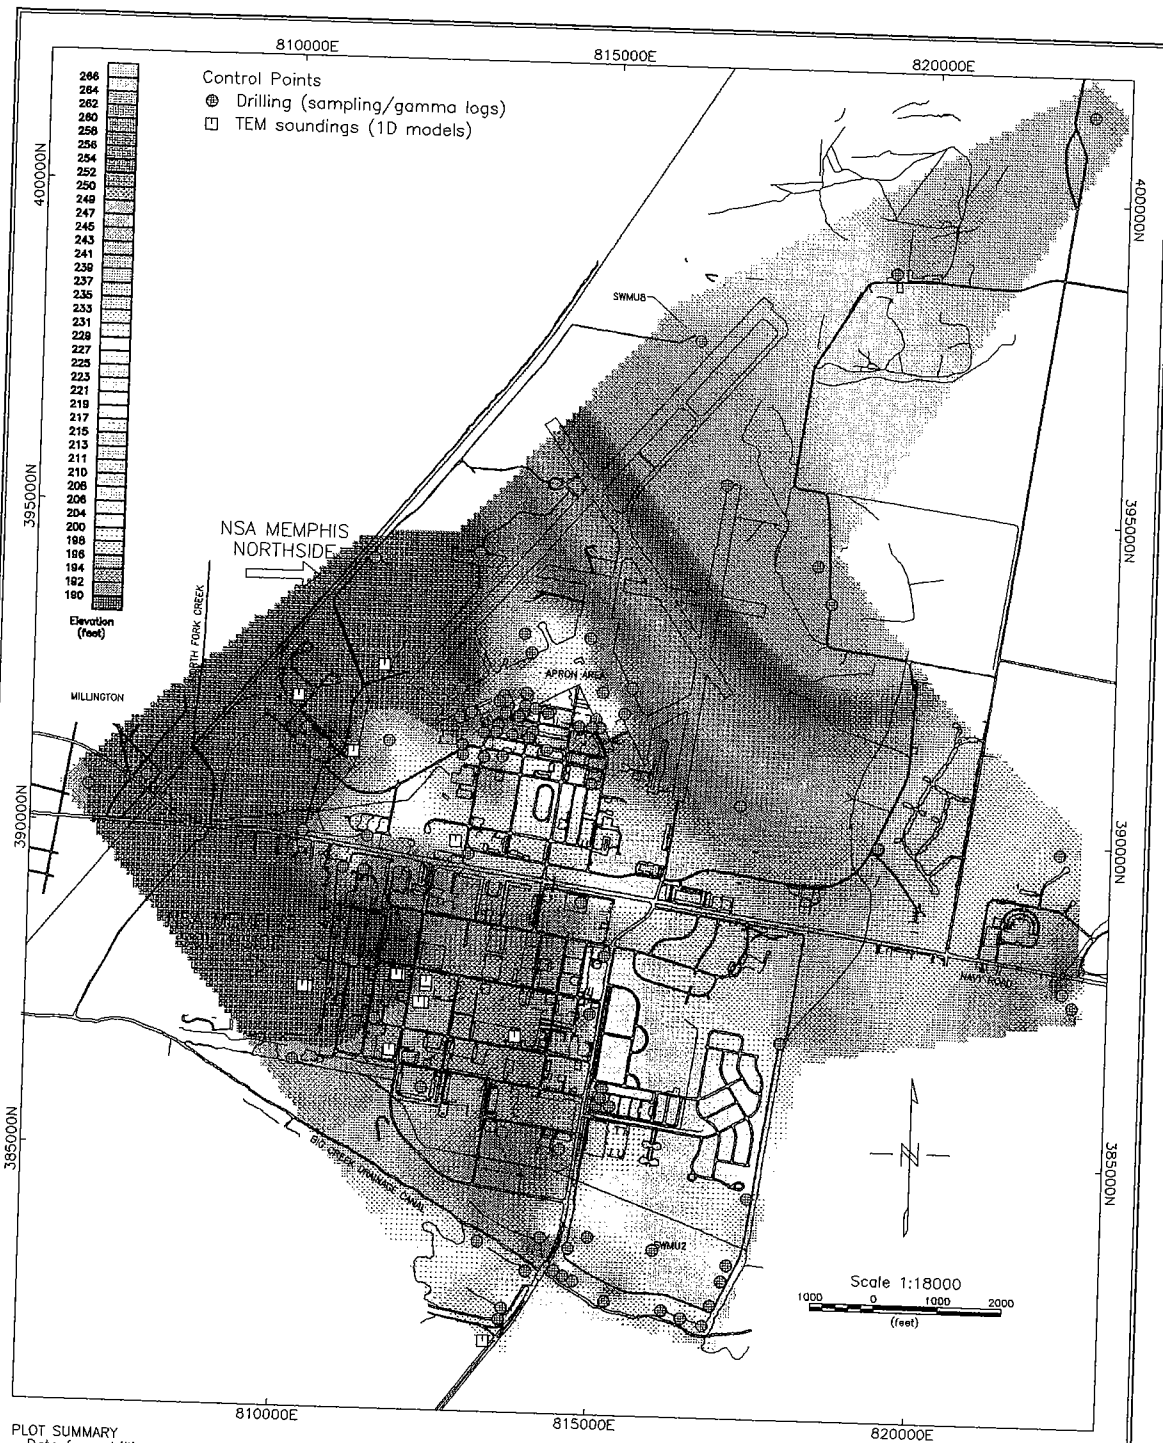 810000E
815000E
820000E
Control Points
Drilling (sampling/gamma logs)
TEM soundings (1D models)
266
264
262
260
258
256
254
252
250
249
247
245
243
241
239
237
235
233
231
229
227
225
223
221
219
217
215
213
211
210
208
206
204
200
198
196
194
192
190
Elevation
(feet)
400000N
400000N
395000N
395000N
390000N
390000N
385000N
385000N
SWMU8
NSA MEMPHIS
NORTHSIDE
FORK CREEK
MILLINGTON
APRON AREA
NSA MEMPHIS
NAVY ROAD
BIG CREEK DRAINAGE CANAL
SWMU2
N
Scale 1:18000
1000 0 1000 2000
(feet)
810000E
815000E
820000E
PLOT SUMMARY